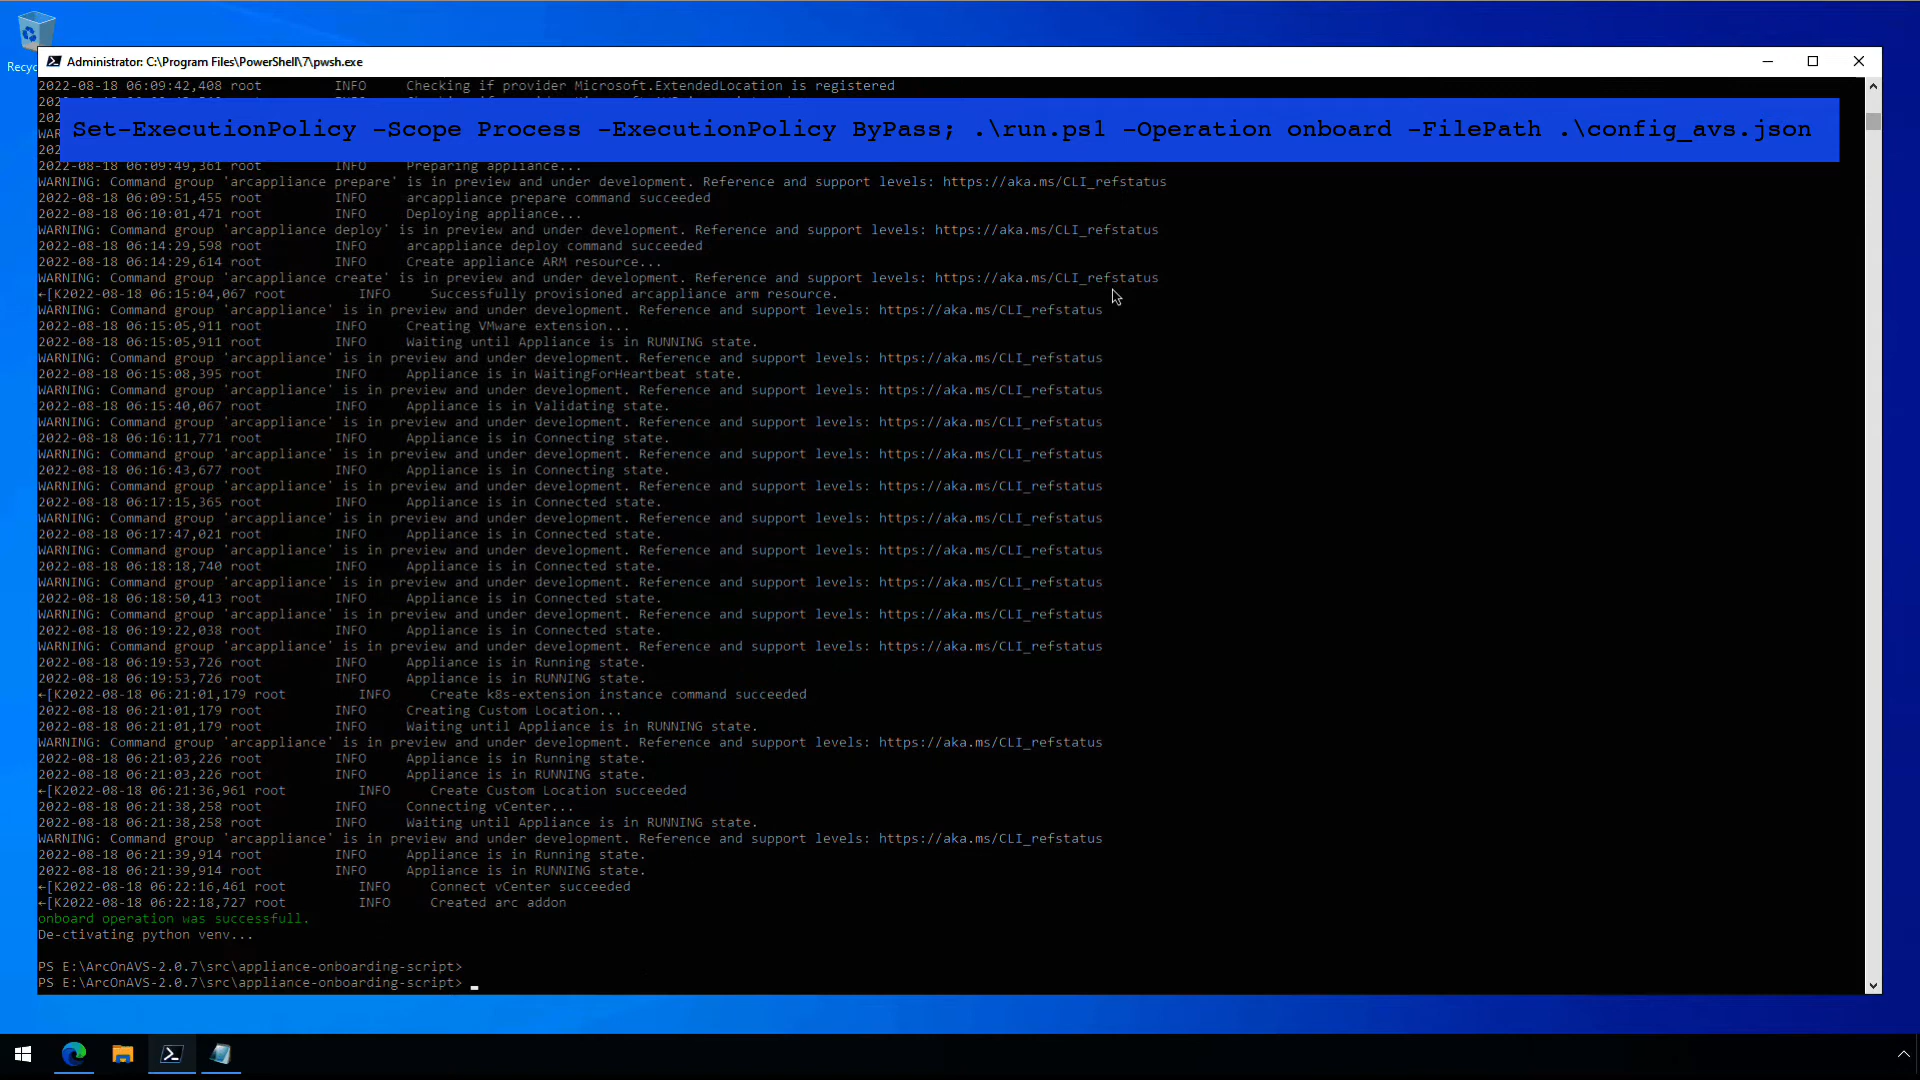 Recyc
Administrator: C:\Program Files\PowerShell\7\pwsh.exe
2022-08-18 06:09:42,408 root INFO Checking if provider Microsoft.ExtendedLocation is registered
Set-ExecutionPolicy -Scope Process -ExecutionPolicy ByPass; .\run.ps1 -Operation onboard -FilePath .\config_avs.json
2022-08-18 06:09:49,361 root INFO Preparing appliance...
WARNING: Command group 'arcappliance prepare' is in preview and under development. Reference and support levels: https://aka.ms/CLI_refstatus
2022-08-18 06:09:51,455 root INFO arcappliance prepare command succeeded
2022-08-18 06:10:01,471 root INFO Deploying appliance...
WARNING: Command group 'arcappliance deploy' is in preview and under development. Reference and support levels: https://aka.ms/CLI_refstatus
2022-08-18 06:14:29,598 root INFO arcappliance deploy command succeeded
2022-08-18 06:14:29,614 root INFO Create appliance ARM resource...
WARNING: Command group 'arcappliance create' is in preview and under development. Reference and support levels: https://aka.ms/CLI_refstatus
←[K2022-08-18 06:15:04,067 root INFO Successfully provisioned arcappliance arm resource.
WARNING: Command group 'arcappliance' is in preview and under development. Reference and support levels: https://aka.ms/CLI_refstatus
2022-08-18 06:15:05,911 root INFO Creating VMware extension...
2022-08-18 06:15:05,911 root INFO Waiting until Appliance is in RUNNING state.
WARNING: Command group 'arcappliance' is in preview and under development. Reference and support levels: https://aka.ms/CLI_refstatus
2022-08-18 06:15:08,395 root INFO Appliance is in WaitingForHeartbeat state.
WARNING: Command group 'arcappliance' is in preview and under development. Reference and support levels: https://aka.ms/CLI_refstatus
2022-08-18 06:15:40,067 root INFO Appliance is in Validating state.
WARNING: Command group 'arcappliance' is in preview and under development. Reference and support levels: https://aka.ms/CLI_refstatus
2022-08-18 06:16:11,771 root INFO Appliance is in Connecting state.
WARNING: Command group 'arcappliance' is in preview and under development. Reference and support levels: https://aka.ms/CLI_refstatus
2022-08-18 06:16:43,677 root INFO Appliance is in Connecting state.
WARNING: Command group 'arcappliance' is in preview and under development. Reference and support levels: https://aka.ms/CLI_refstatus
2022-08-18 06:17:15,365 root INFO Appliance is in Connected state.
WARNING: Command group 'arcappliance' is in preview and under development. Reference and support levels: https://aka.ms/CLI_refstatus
2022-08-18 06:17:47,021 root INFO Appliance is in Connected state.
WARNING: Command group 'arcappliance' is in preview and under development. Reference and support levels: https://aka.ms/CLI_refstatus
2022-08-18 06:18:18,740 root INFO Appliance is in Connected state.
WARNING: Command group 'arcappliance' is in preview and under development. Reference and support levels: https://aka.ms/CLI_refstatus
2022-08-18 06:18:50,413 root INFO Appliance is in Connected state.
WARNING: Command group 'arcappliance' is in preview and under development. Reference and support levels: https://aka.ms/CLI_refstatus
2022-08-18 06:19:22,038 root INFO Appliance is in Connected state.
WARNING: Command group 'arcappliance' is in preview and under development. Reference and support levels: https://aka.ms/CLI_refstatus
2022-08-18 06:19:53,726 root INFO Appliance is in Running state.
2022-08-18 06:19:53,726 root INFO Appliance is in RUNNING state.
←[K2022-08-18 06:21:01,179 root INFO Create k8s-extension instance command succeeded
2022-08-18 06:21:01,179 root INFO Creating Custom Location...
2022-08-18 06:21:01,179 root INFO Waiting until Appliance is in RUNNING state.
WARNING: Command group 'arcappliance' is in preview and under development. Reference and support levels: https://aka.ms/CLI_refstatus
2022-08-18 06:21:03,226 root INFO Appliance is in Running state.
2022-08-18 06:21:03,226 root INFO Appliance is in RUNNING state.
←[K2022-08-18 06:21:36,961 root INFO Create Custom Location succeeded
2022-08-18 06:21:38,258 root INFO Connecting vCenter...
2022-08-18 06:21:38,258 root INFO Waiting until Appliance is in RUNNING state.
WARNING: Command group 'arcappliance' is in preview and under development. Reference and support levels: https://aka.ms/CLI_refstatus
2022-08-18 06:21:39,914 root INFO Appliance is in Running state.
2022-08-18 06:21:39,914 root INFO Appliance is in RUNNING state.
←[K2022-08-18 06:22:16,461 root INFO Connect vCenter succeeded
←[K2022-08-18 06:22:18,727 root INFO Created arc addon
onboard operation was successfull.
De-ctivating python venv...
PS E:\ArcOnAVS-2.0.7\src\appliance-onboarding-script>
PS E:\ArcOnAVS-2.0.7\src\appliance-onboarding-script>